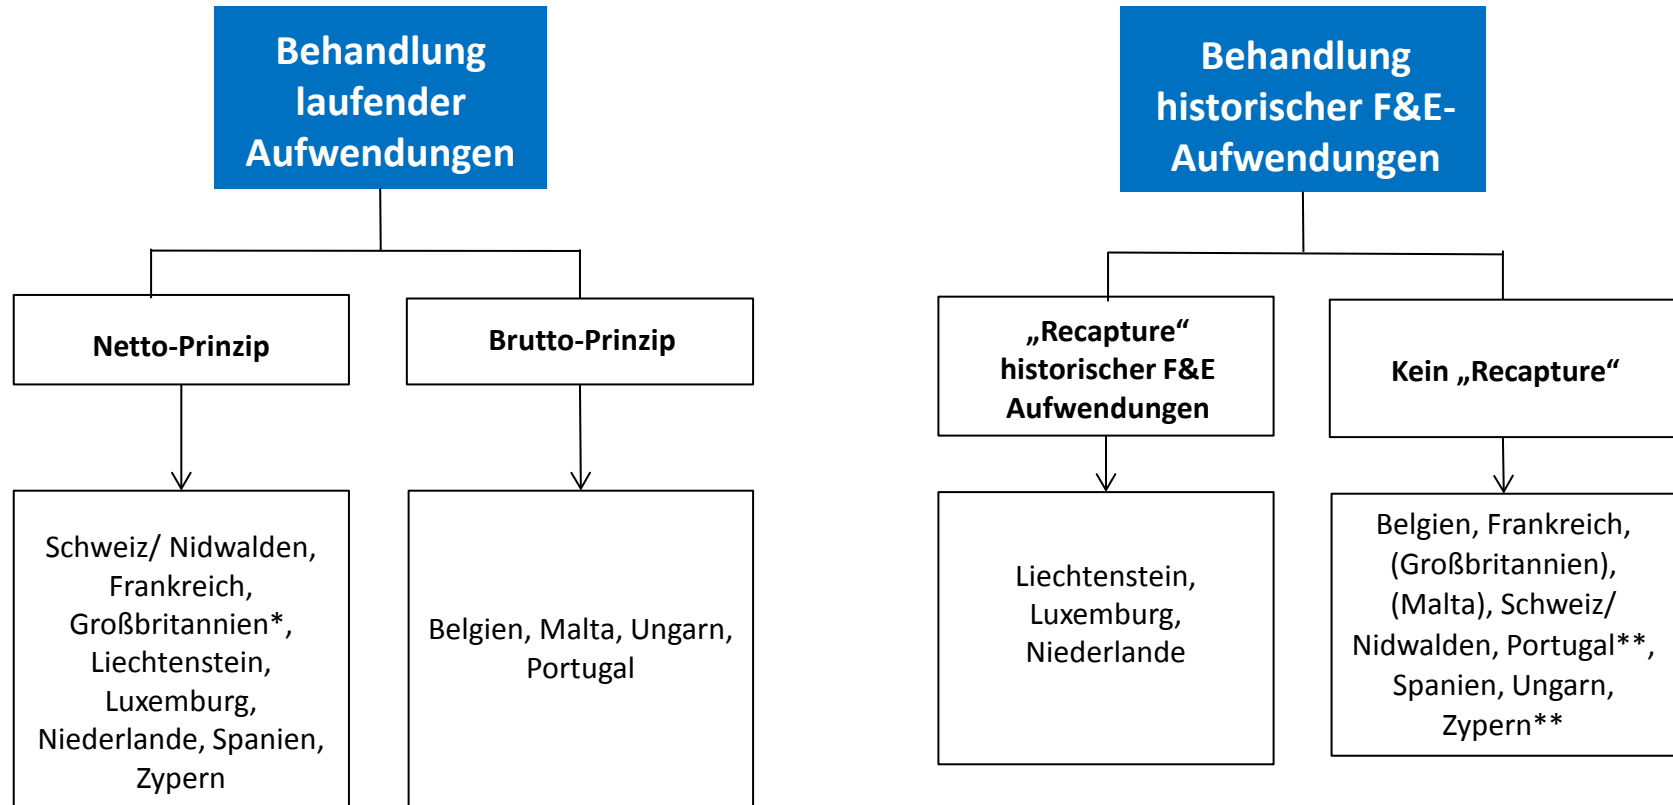 Behandlung
laufender
Aufwendungen
Netto-Prinzip
Brutto-Prinzip
Schweiz/ Nidwalden,
Frankreich,
Großbritannien*,
Liechtenstein,
Luxemburg,
Niederlande, Spanien,
Zypern
Belgien, Malta, Ungarn,
Portugal
Behandlung
historischer F&E-
Aufwendungen
„Recapture“
historischer F&E
Aufwendungen
Kein „Recapture“
Liechtenstein,
Luxemburg,
Niederlande
Belgien, Frankreich,
(Großbritannien),
(Malta), Schweiz/
Nidwalden, Portugal**,
Spanien, Ungarn,
Zypern**